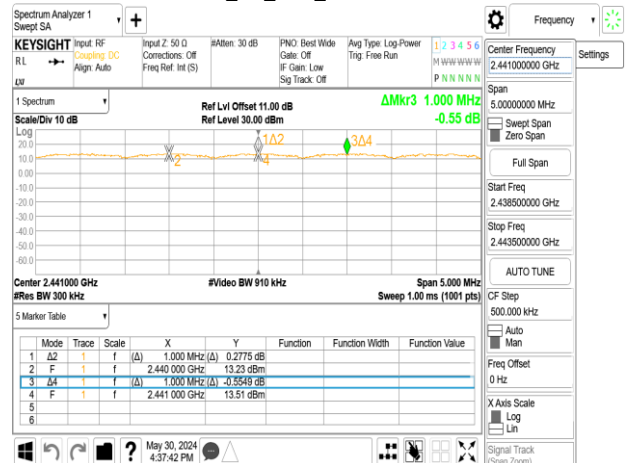 Spectrum Analyzer 1
Swept SA
Frequency
KEYSIGHT
Input: RF
Coupling: DC
Align: Auto
Input Z: 50 Ω
Corrections: Off
Freq Ref: Int (S)
#Atten: 30 dB
PNO: Best Wide
Gate: Off
IF Gain: Low
Sig Track: Off
Avg Type: Log-Power
Trig: Free Run
1 2 3 4 5 6
M W W W W W
P N N N N N
RL
Center Frequency
2.441000000 GHz
Settings
Span
5.00000000 MHz
Swept Span
Zero Span
Full Span
Start Freq
2.438500000 GHz
Stop Freq
2.443500000 GHz
AUTO TUNE
CF Step
500.000 kHz
Auto
Man
Freq Offset
0 Hz
X Axis Scale
Log
Lin
Signal Track
(Span Zoom)
1 Spectrum
Scale/Div 10 dB
Ref Lvl Offset 11.00 dB
Ref Level 30.00 dBm
ΔMkr3 1.000 MHz
-0.55 dB
Log
20.0
10.0
0.00
-10.0
-20.0
-30.0
-40.0
-50.0
-60.0
1Δ2
3Δ4
2
4
Center 2.441000 GHz
#Res BW 300 kHz
#Video BW 910 kHz
Span 5.000 MHz
Sweep 1.00 ms (1001 pts)
5 Marker Table
Mode Trace Scale X Y Function Function Width Function Value
1 Δ2 1 f (Δ) 1.000 MHz (Δ) 0.2775 dB
2 F 1 f 2.440 000 GHz 13.23 dBm
3 Δ4 1 f (Δ) 1.000 MHz (Δ) -0.5549 dB
4 F 1 f 2.441 000 GHz 13.51 dBm
5
6
?
May 30, 2024
4:37:42 PM